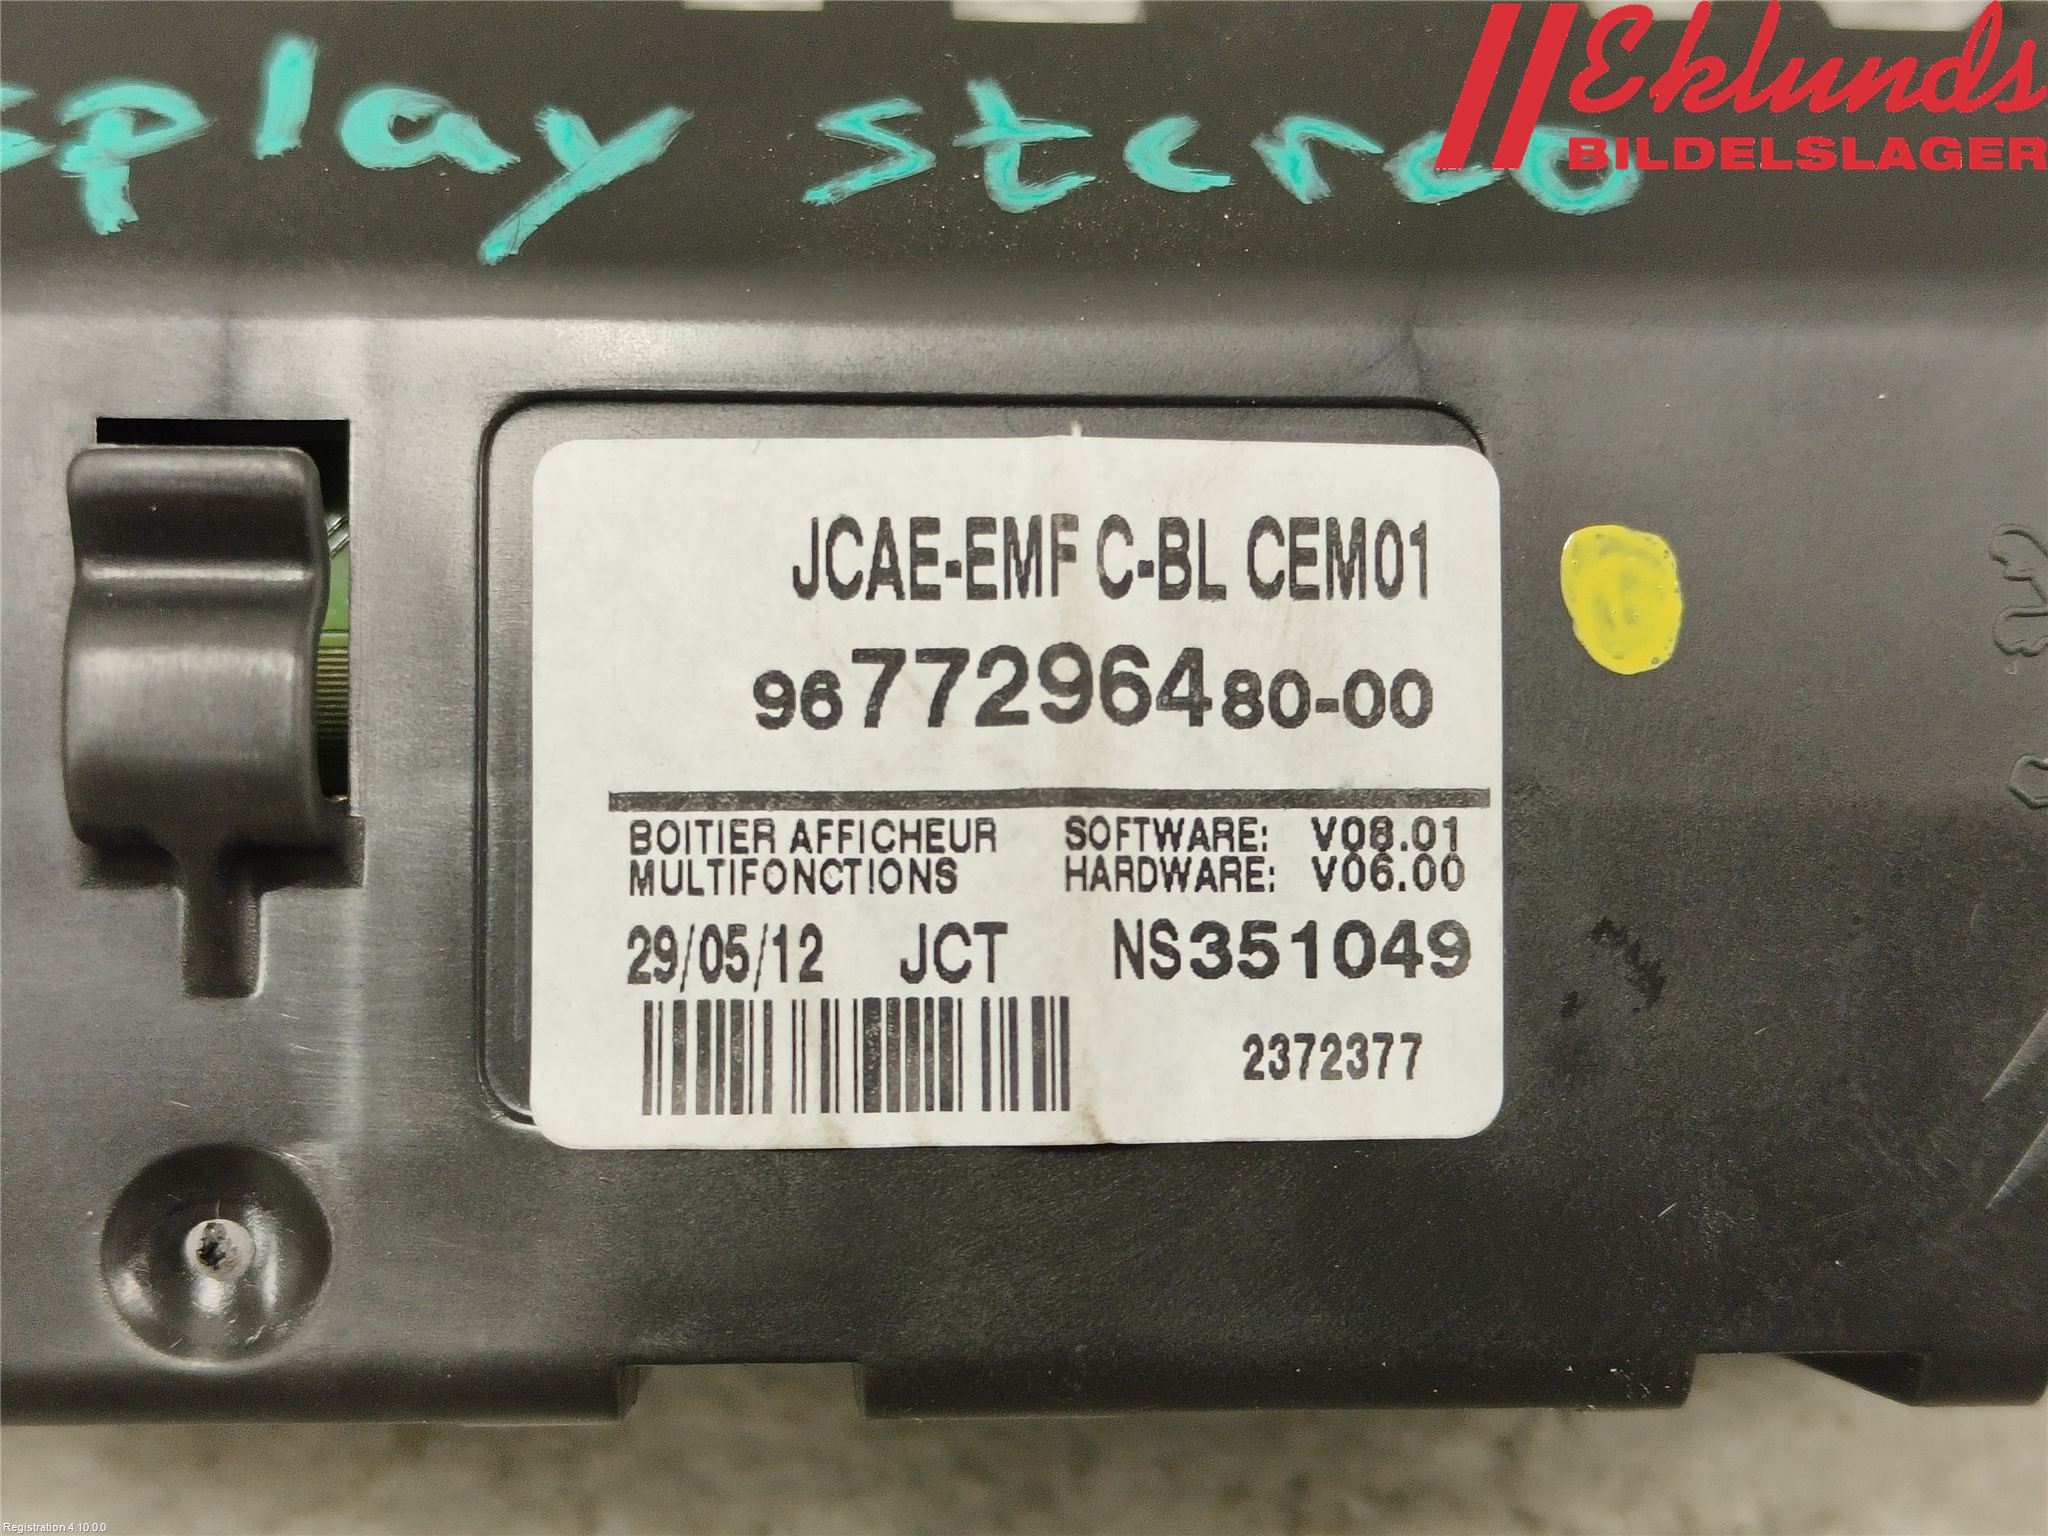 splay stereo
Eklunds
BILDELSLAGER
JCAE-EMF C-BL CEM01
9677296480-00
BOITIER AFFICHEUR SOFTWARE: V08.01
MULTIFONCTIONS HARDWARE: V06.00
29/05/12 JCT NS351049
2372377
Registration 4.10.0.0